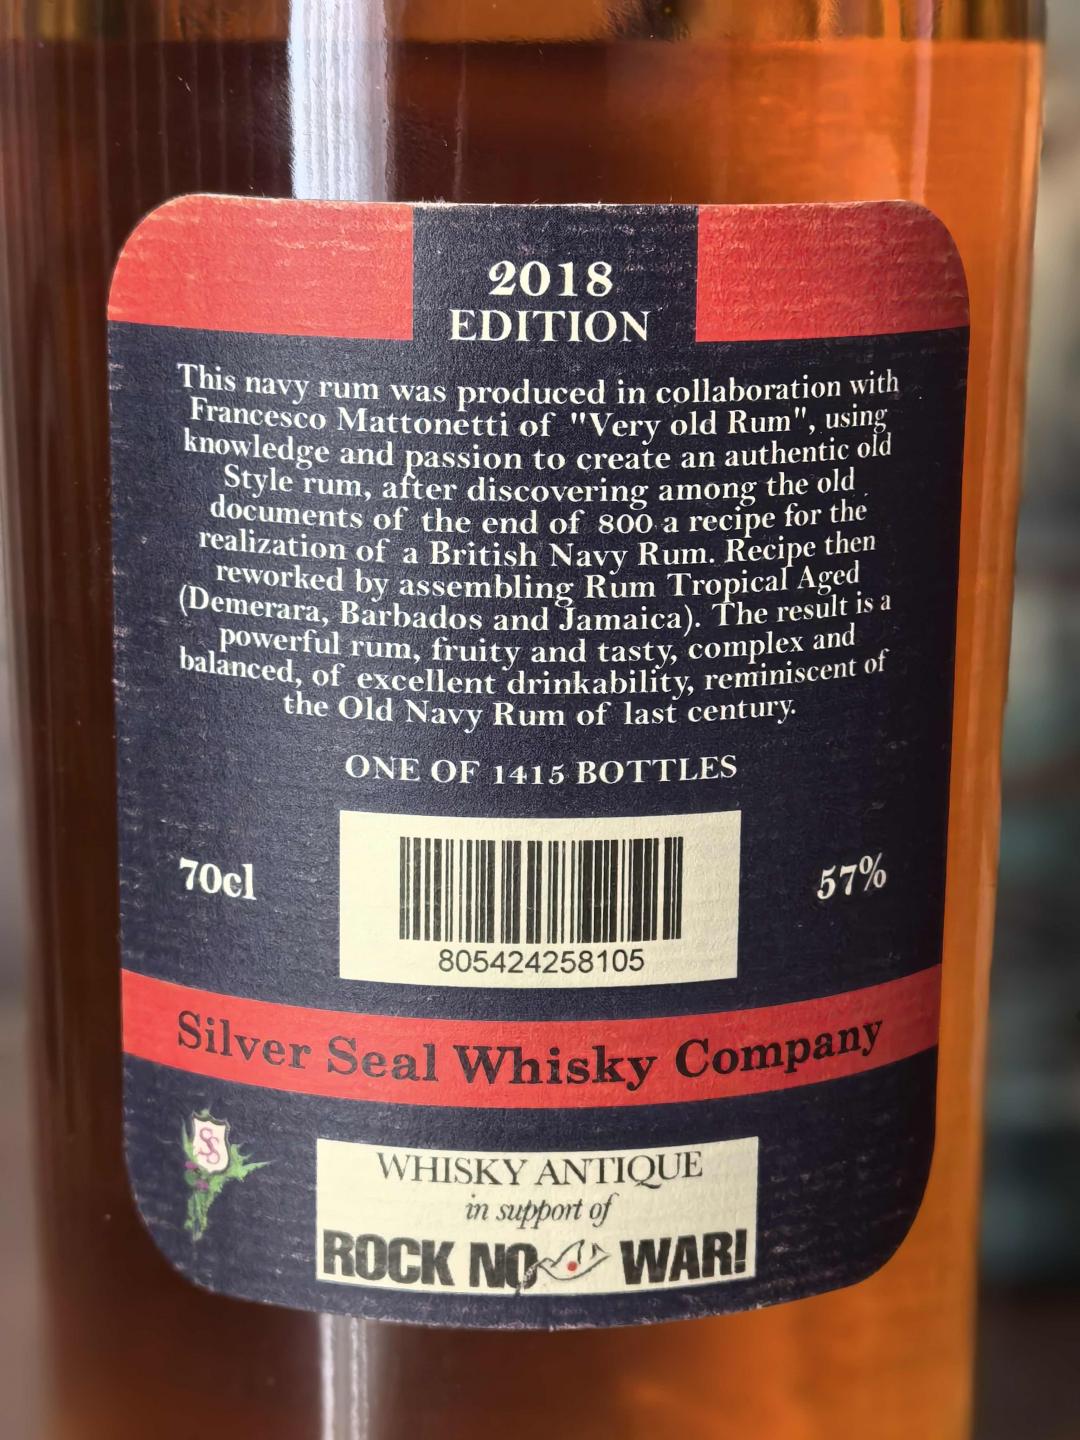 2018
EDITION
This navy rum was produced in collaboration with
Francesco Mattonetti of "Very old Rum", using
knowledge and passion to create an authentic old
Style rum, after discovering among the old
documents of the end of 800 a recipe for the
realization of a British Navy Rum. Recipe then
reworked by assembling Rum Tropical Aged
(Demerara, Barbados and Jamaica). The result is a
powerful rum, fruity and tasty, complex and
balanced, of excellent drinkability, reminiscent of
the Old Navy Rum of last century.
ONE OF 1415 BOTTLES
70cl
57%
805424258105
Silver Seal Whisky Company
SS
WHISKY ANTIQUE
in support of
ROCK NO WAR!